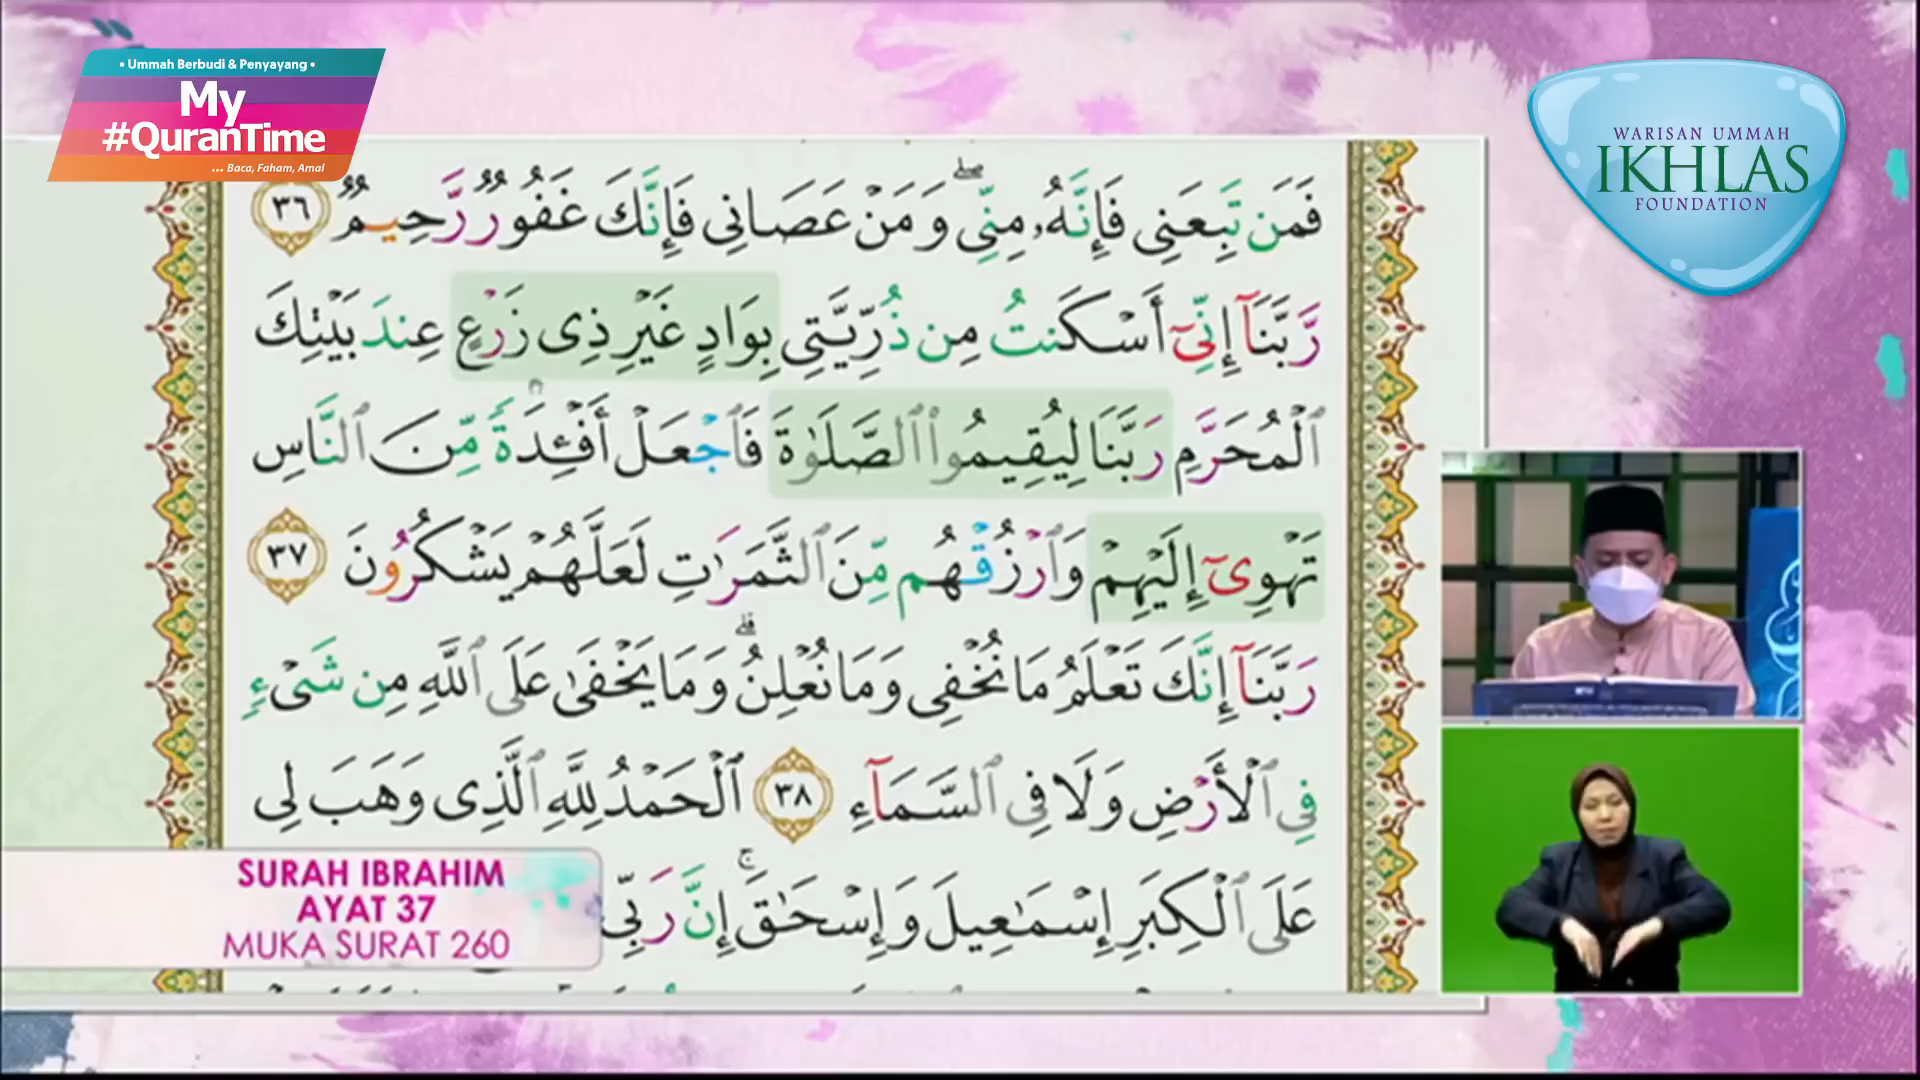 • Ummah Berbudi & Penyayang •
My
#QuranTime
... Baca, Faham, Amal
WARISAN UMMAH
IKHLAS
FOUNDATION
فَمَن تَبِعَنِى فَإِنَّهُۥ مِنِّىۖ وَمَنْ عَصَانِى فَإِنَّكَ غَفُورٌ رَّحِيمٌ ٣٦
رَّبَّنَآ إِنِّىٓ أَسْكَنتُ مِن ذُرِّيَّتِى بِوَادٍ غَيْرِ ذِى زَرْعٍ عِندَ بَيْتِكَ
ٱلْمُحَرَّمِ رَبَّنَا لِيُقِيمُوا۟ ٱلصَّلَوٰةَ فَٱجْعَلْ أَفْـِٔدَةً مِّنَ ٱلنَّاسِ
تَهْوِىٓ إِلَيْهِمْ وَٱرْزُقْهُم مِّنَ ٱلثَّمَرَٰتِ لَعَلَّهُمْ يَشْكُرُونَ ٣٧
رَبَّنَآ إِنَّكَ تَعْلَمُ مَا نُخْفِى وَمَا نُعْلِنُۗ وَمَا يَخْفَىٰ عَلَى ٱللَّهِ مِن شَىْءٍ
فِى ٱلْأَرْضِ وَلَا فِى ٱلسَّمَآءِ ٣٨ ٱلْحَمْدُ لِلَّهِ ٱلَّذِى وَهَبَ لِى
عَلَى ٱلْكِبَرِ إِسْمَٰعِيلَ وَإِسْحَٰقَۚ إِنَّ رَبِّى
SURAH IBRAHIM
AYAT 37
MUKA SURAT 260